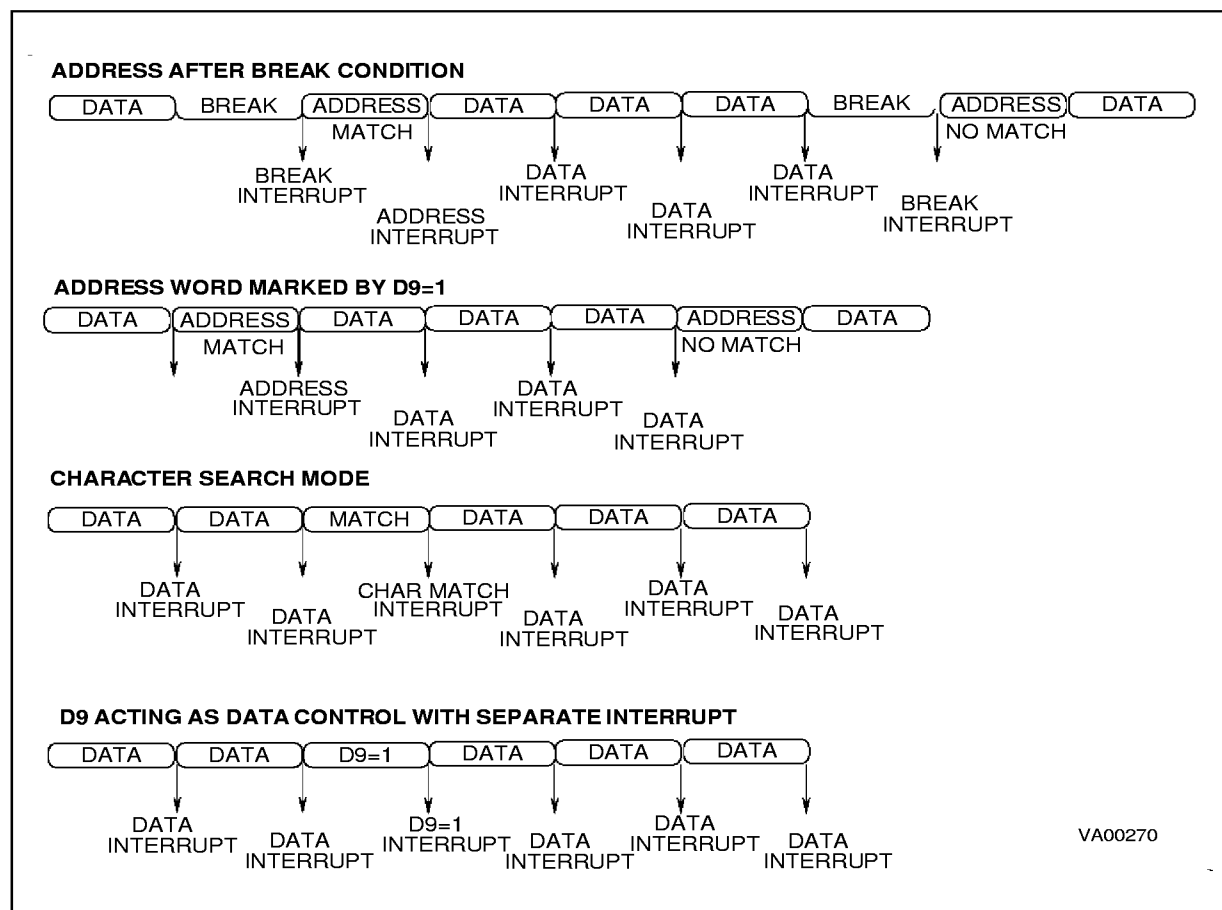 ADDRESS AFTER BREAK CONDITION
DATA BREAK ADDRESS DATA DATA DATA BREAK ADDRESS DATA
MATCH NO MATCH
BREAK INTERRUPT
ADDRESS INTERRUPT
DATA INTERRUPT
DATA INTERRUPT
DATA INTERRUPT
BREAK INTERRUPT
ADDRESS WORD MARKED BY D9=1
DATA ADDRESS DATA DATA DATA ADDRESS DATA
MATCH NO MATCH
ADDRESS INTERRUPT
DATA INTERRUPT
DATA INTERRUPT
DATA INTERRUPT
CHARACTER SEARCH MODE
DATA DATA MATCH DATA DATA DATA
DATA INTERRUPT
DATA INTERRUPT
CHAR MATCH INTERRUPT
DATA INTERRUPT
DATA INTERRUPT
DATA INTERRUPT
D9 ACTING AS DATA CONTROL WITH SEPARATE INTERRUPT
DATA DATA D9=1 DATA DATA DATA
DATA INTERRUPT
DATA INTERRUPT
D9=1 INTERRUPT
DATA INTERRUPT
DATA INTERRUPT
DATA INTERRUPT
VA00270